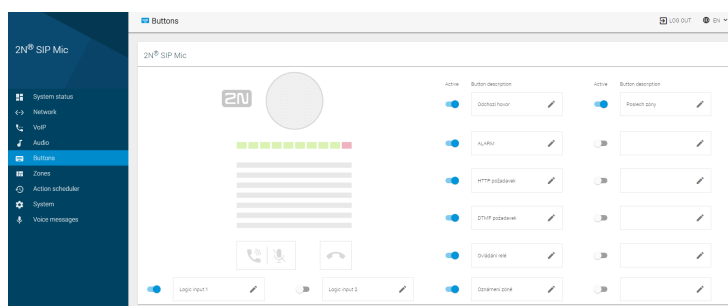 Buttons
LOG OUT
EN
2N® SIP Mic
2N® SIP Mic
System status
Network
VoIP
Audio
Buttons
Zones
Action scheduler
System
Voice messages
2N
Active Button description
Active Button description
Odchozí hovor
Poslech zóny
ALARM
HTTP požadavek
DTMF požadavek
Ovládání relé
Logic input 1
Logic input 2
Oznámení zóně